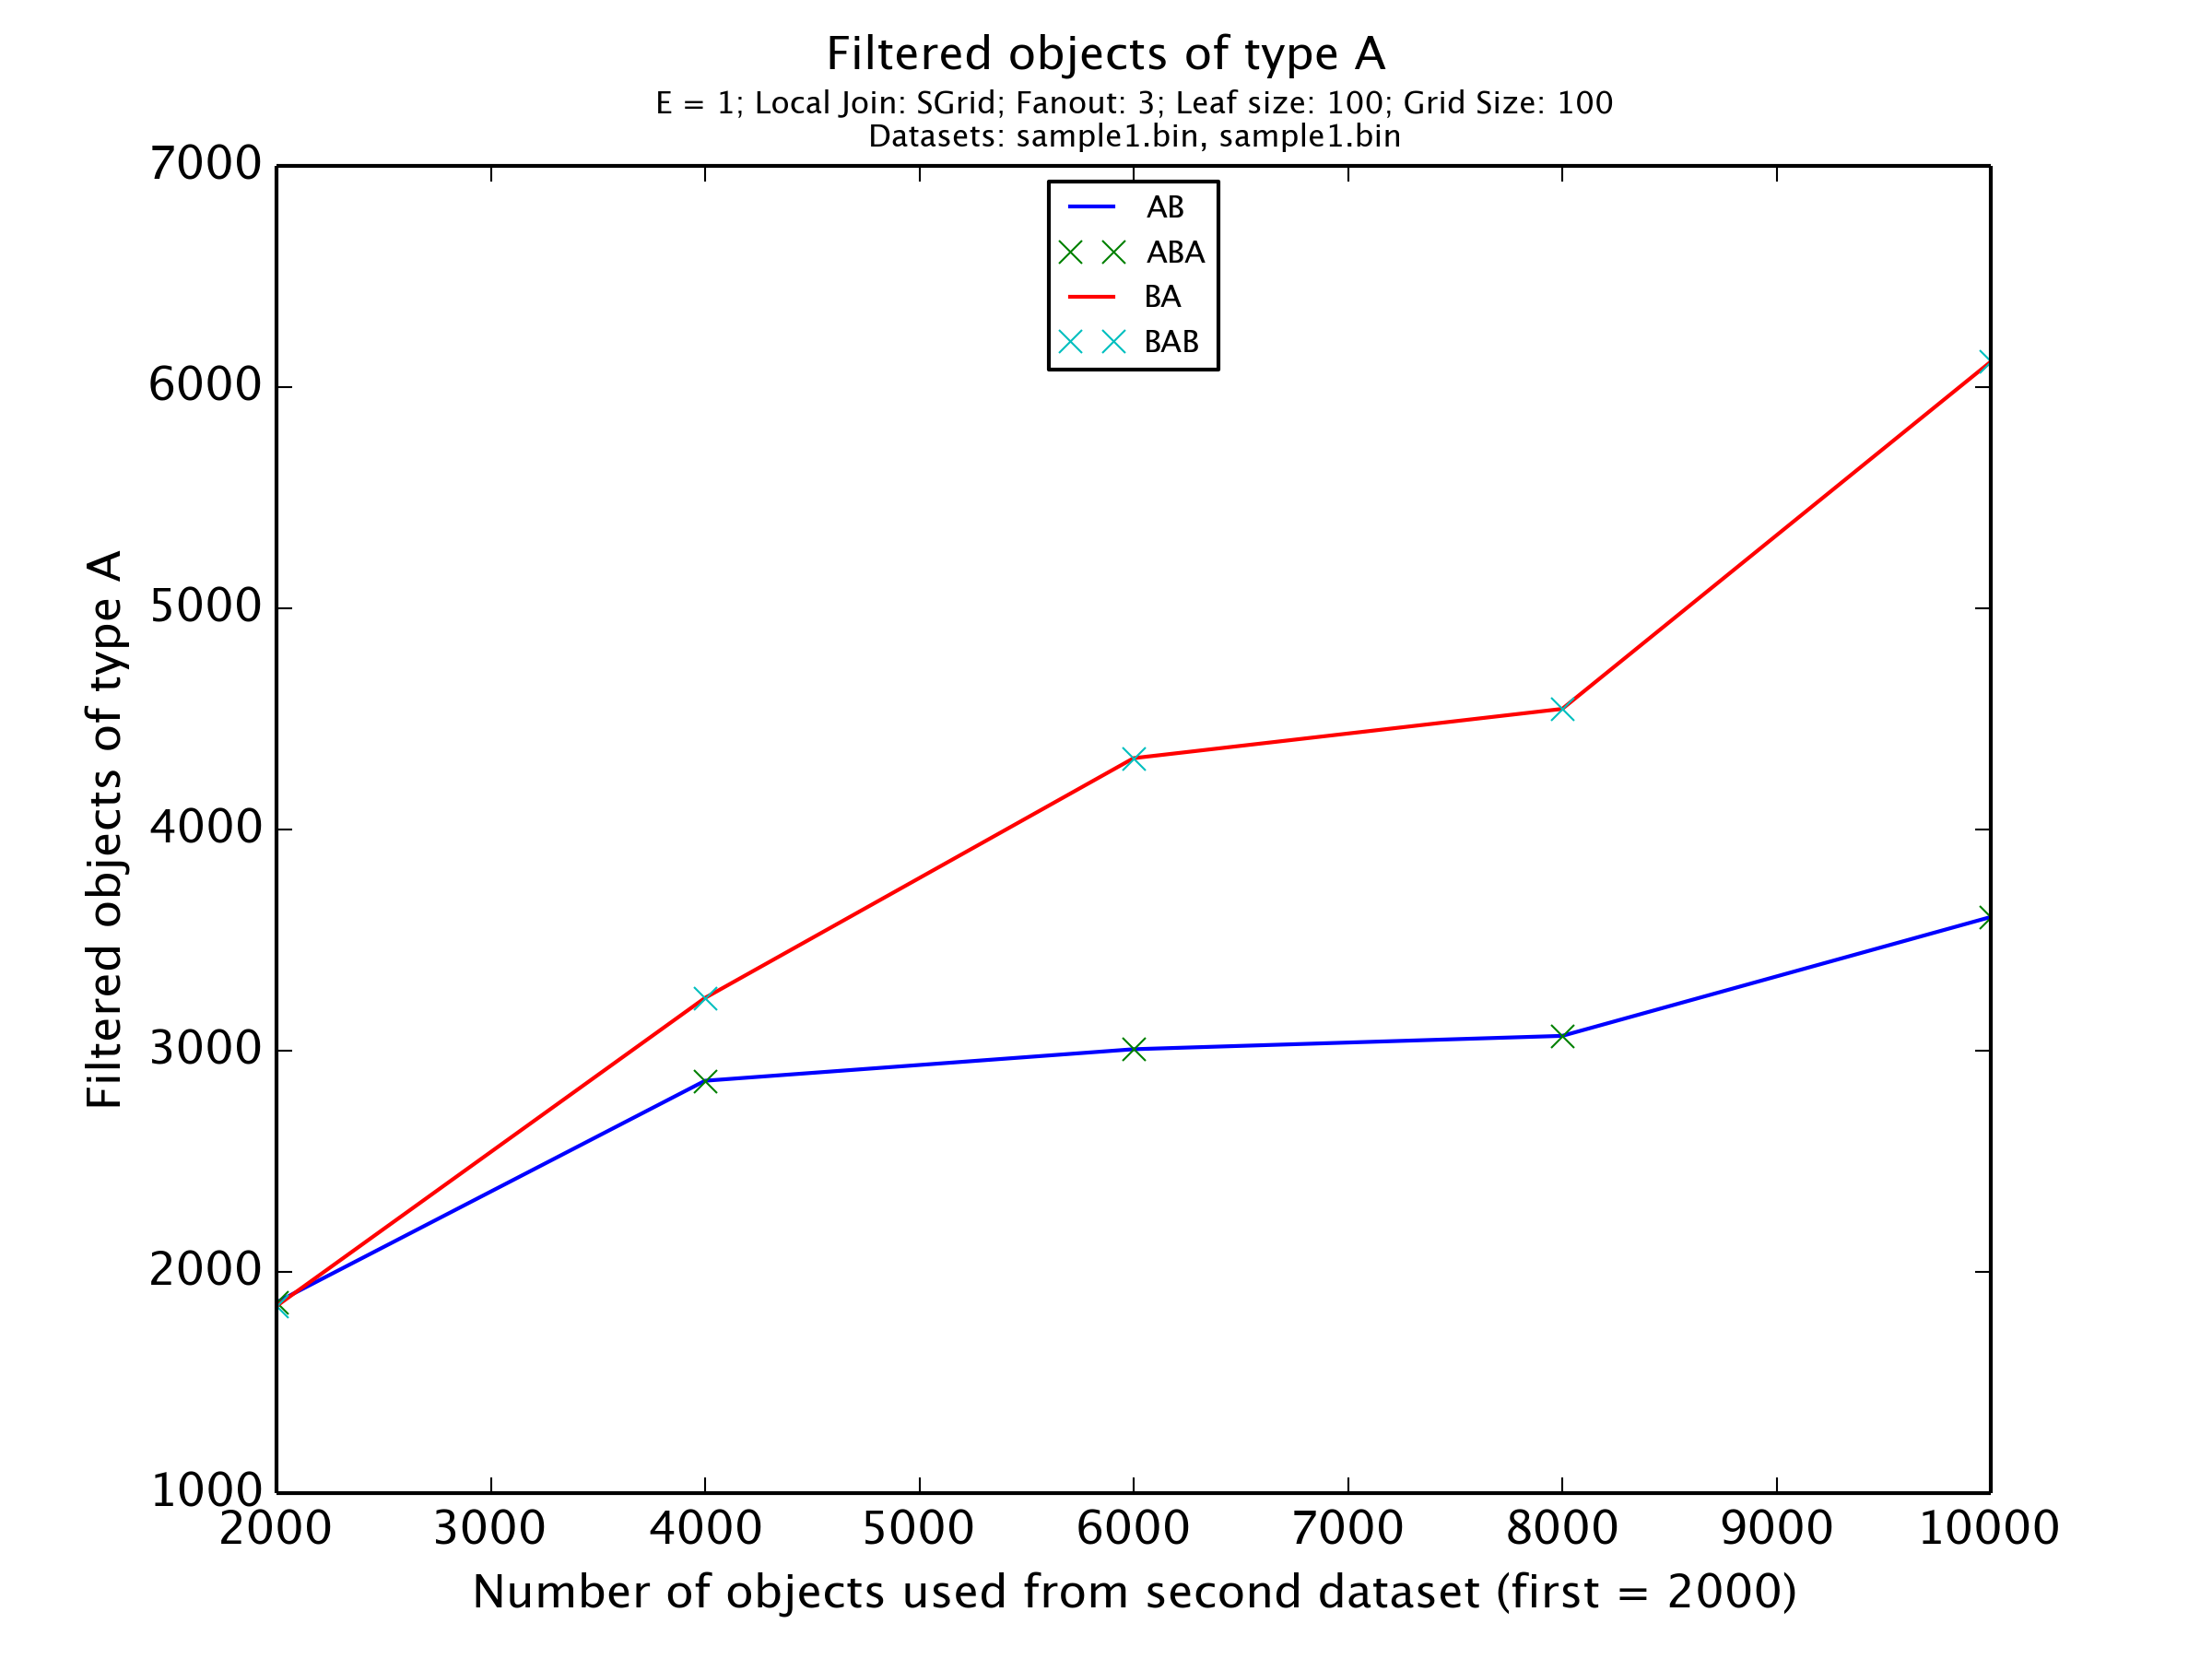 Filtered objects of type A
E = 1; Local Join: SGrid; Fanout: 3; Leaf size: 100; Grid Size: 100
Datasets: sample1.bin, sample1.bin
AB
ABA
BA
BAB
Filtered objects of type A
7000
6000
5000
4000
3000
2000
1000
2000 3000 4000 5000 6000 7000 8000 9000 10000
Number of objects used from second dataset (first = 2000)